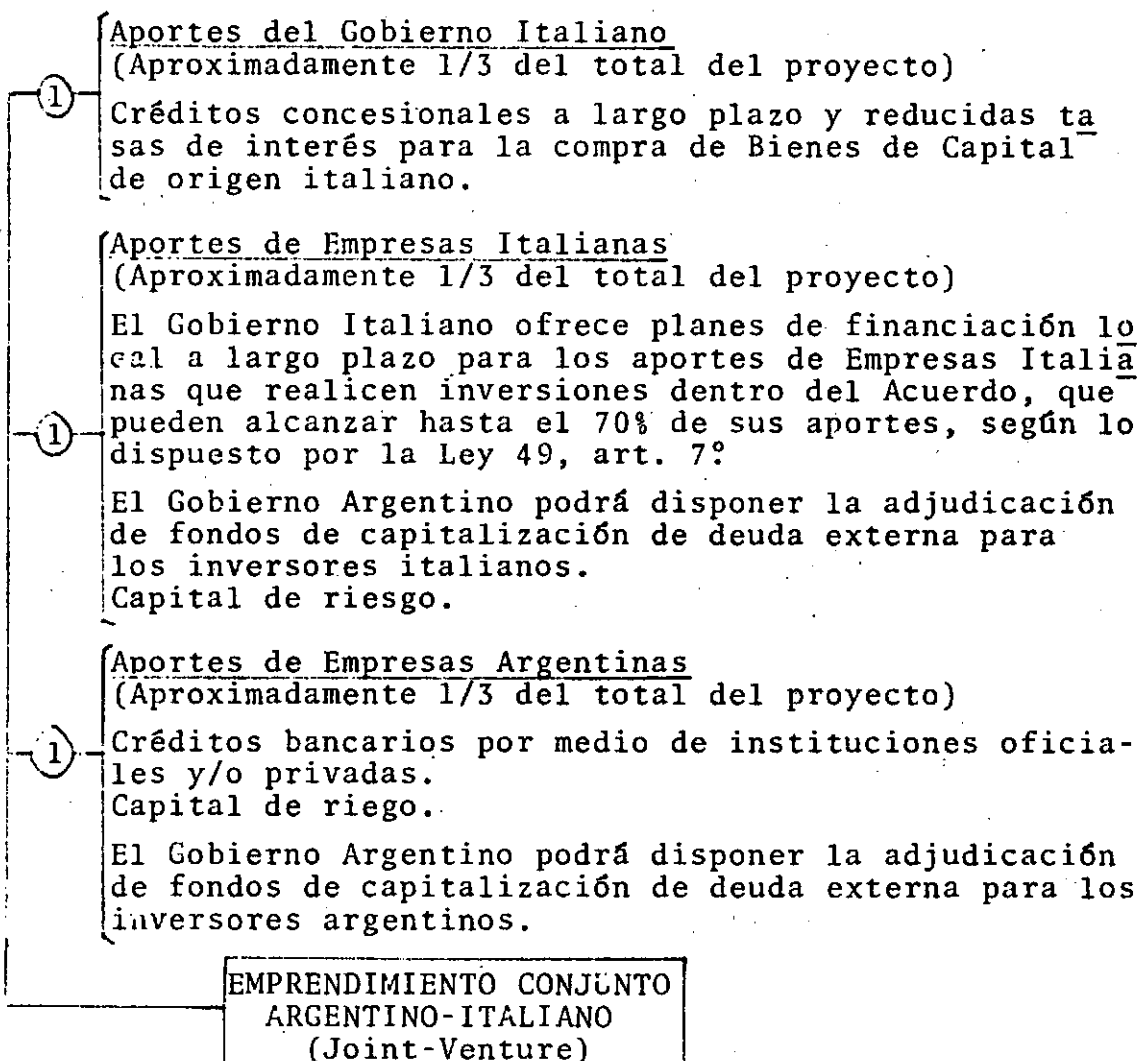 Aportes del Gobierno Italiano
(Aproximadamente 1/3 del total del proyecto)
1
Créditos concesionales a largo plazo y reducidas ta
sas de interés para la compra de Bienes de Capital
de origen italiano.
Aportes de Empresas Italianas
(Aproximadamente 1/3 del total del proyecto)
El Gobierno Italiano ofrece planes de financiación lo
cal a largo plazo para los aportes de Empresas Italia
nas que realicen inversiones dentro del Acuerdo, que
1
pueden alcanzar hasta el 70% de sus aportes, según lo
dispuesto por la Ley 49, art. 7º
El Gobierno Argentino podrá disponer la adjudicación
de fondos de capitalización de deuda externa para
los inversores italianos.
Capital de riesgo.
Aportes de Empresas Argentinas
(Aproximadamente 1/3 del total del proyecto)
1
Créditos bancarios por medio de instituciones oficia-
les y/o privadas.
Capital de riego.
El Gobierno Argentino podrá disponer la adjudicación
de fondos de capitalización de deuda externa para los
inversores argentinos.
EMPRENDIMIENTO CONJUNTO
ARGENTINO-ITALIANO
(Joint-Venture)